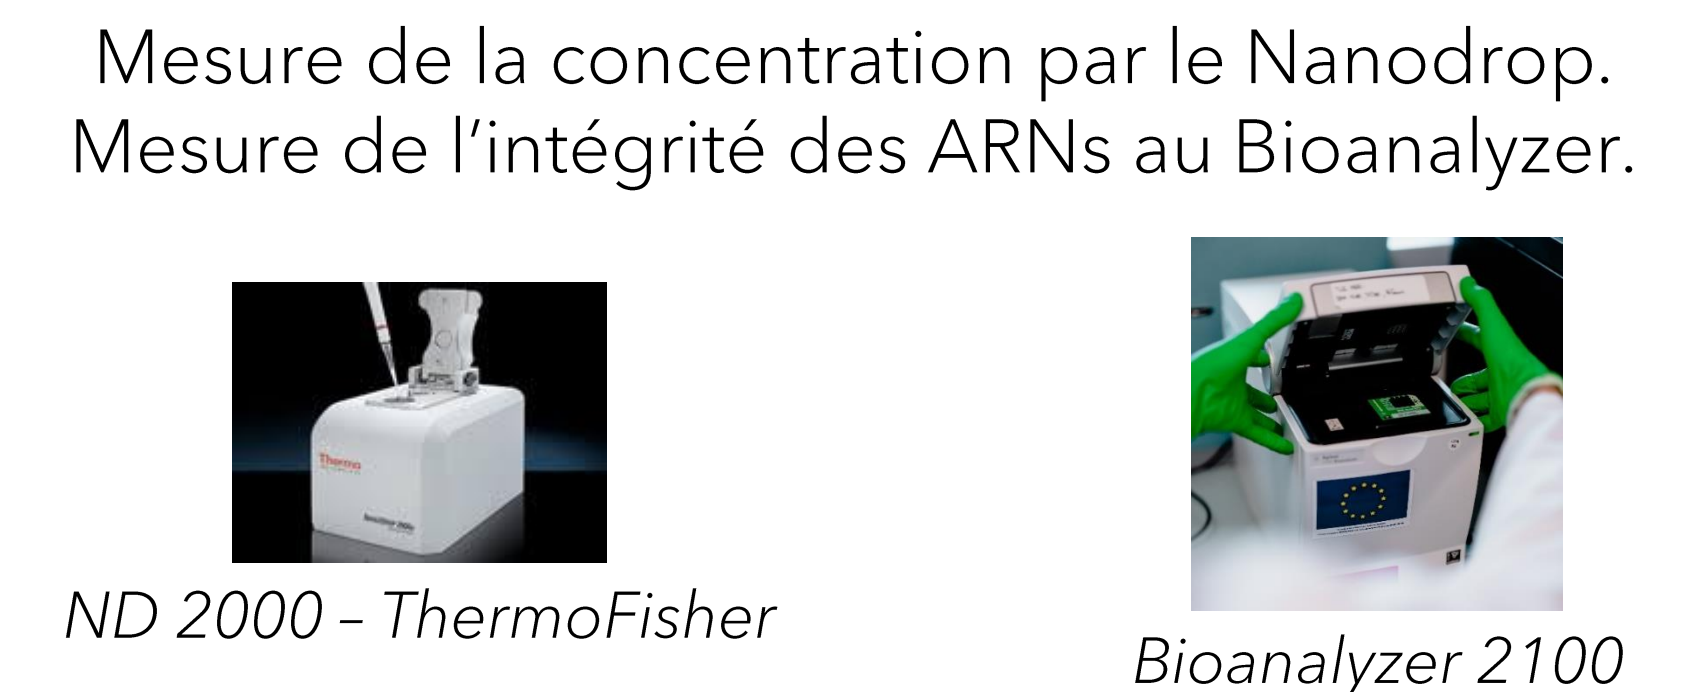 Mesure de la concentration par le Nanodrop.
Mesure de l’intégrité des ARNs au Bioanalyzer.
Thermo
ND 2000 – ThermoFisher
Bioanalyzer 2100